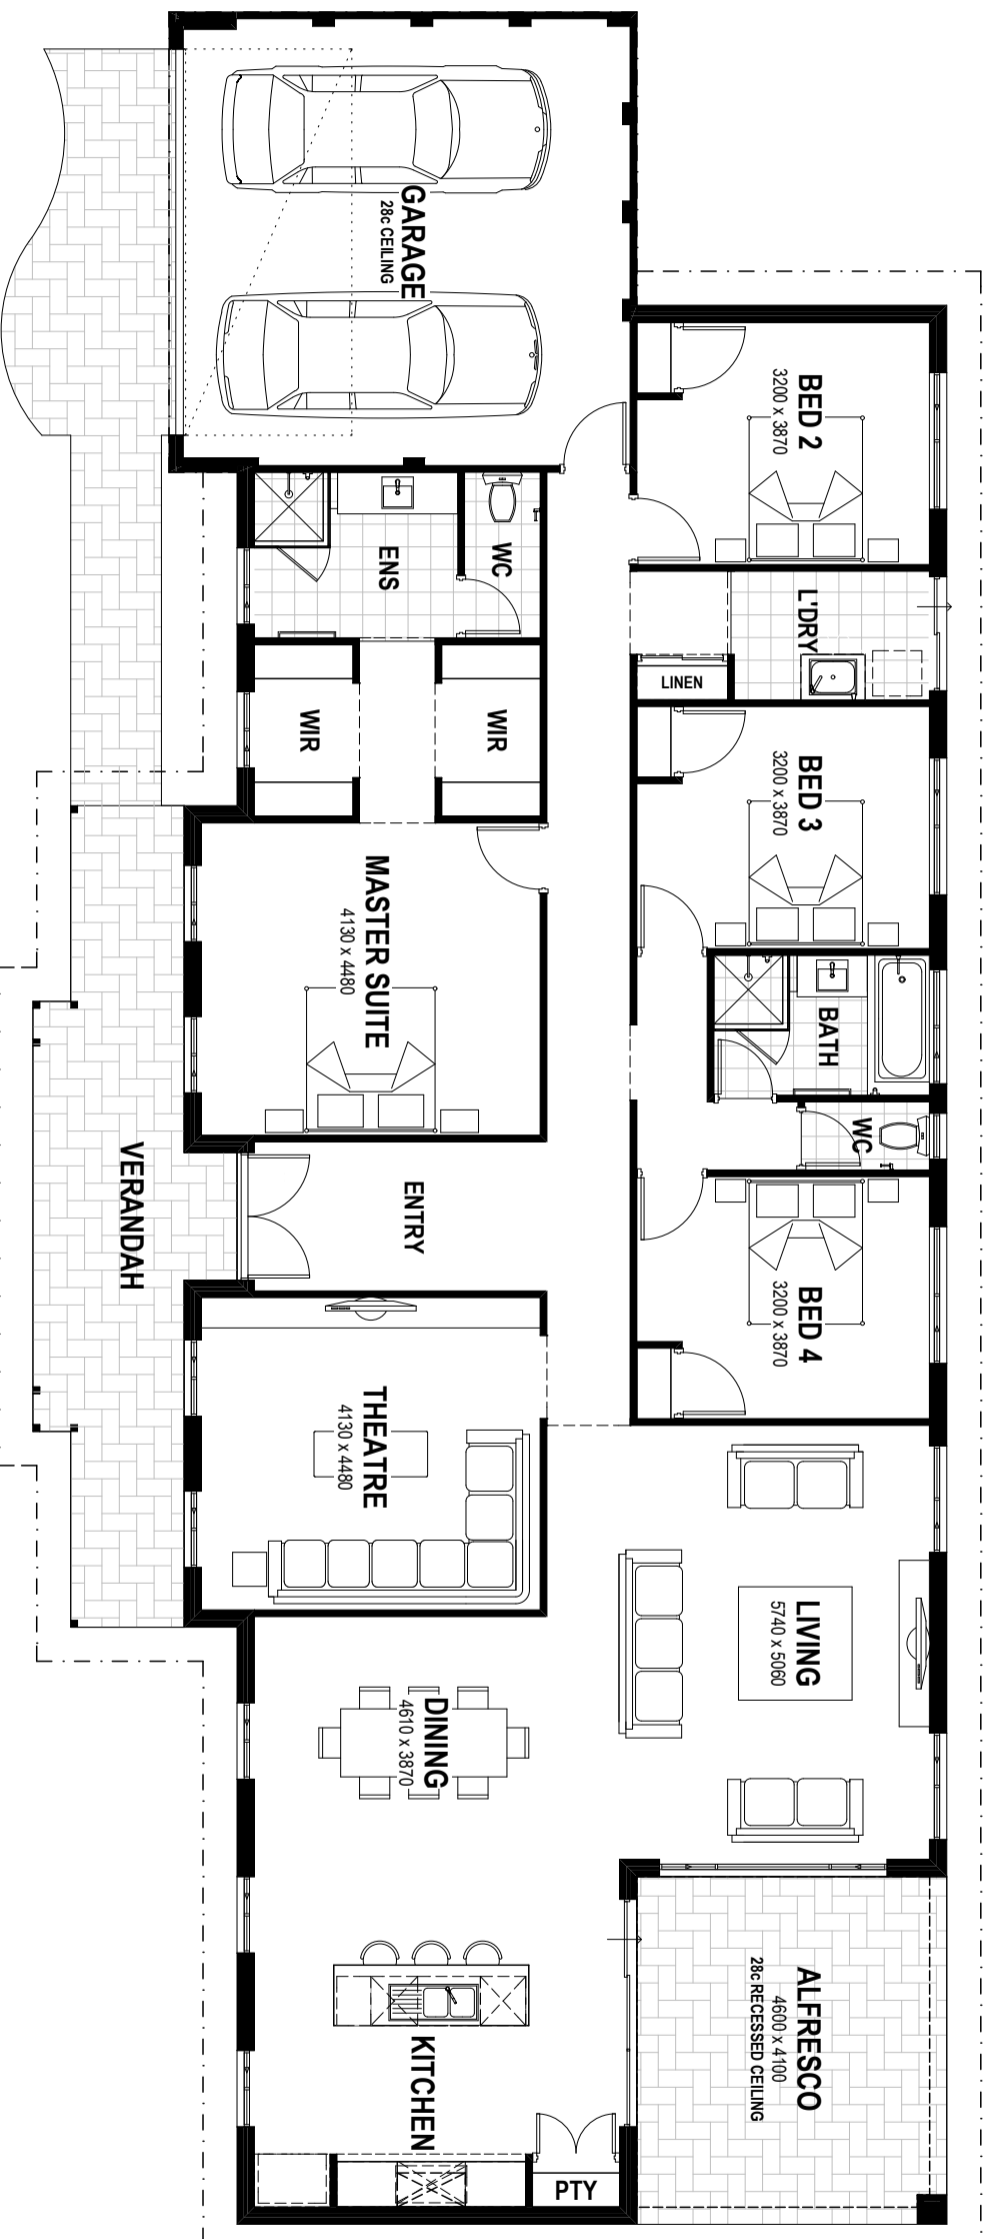 GARAGE
28c CEILING
BED 2
3200 x 3870
ENS
WC
L'DRY
LINEN
WIR
WIR
BED 3
3200 x 3870
MASTER SUITE
4130 x 4480
BATH
WC
VERANDAH
ENTRY
BED 4
3200 x 3870
THEATRE
4130 x 4480
LIVING
5740 x 5060
DINING
4610 x 3870
ALFRESCO
4600 x 4100
28c RECESSED CEILING
KITCHEN
PTY